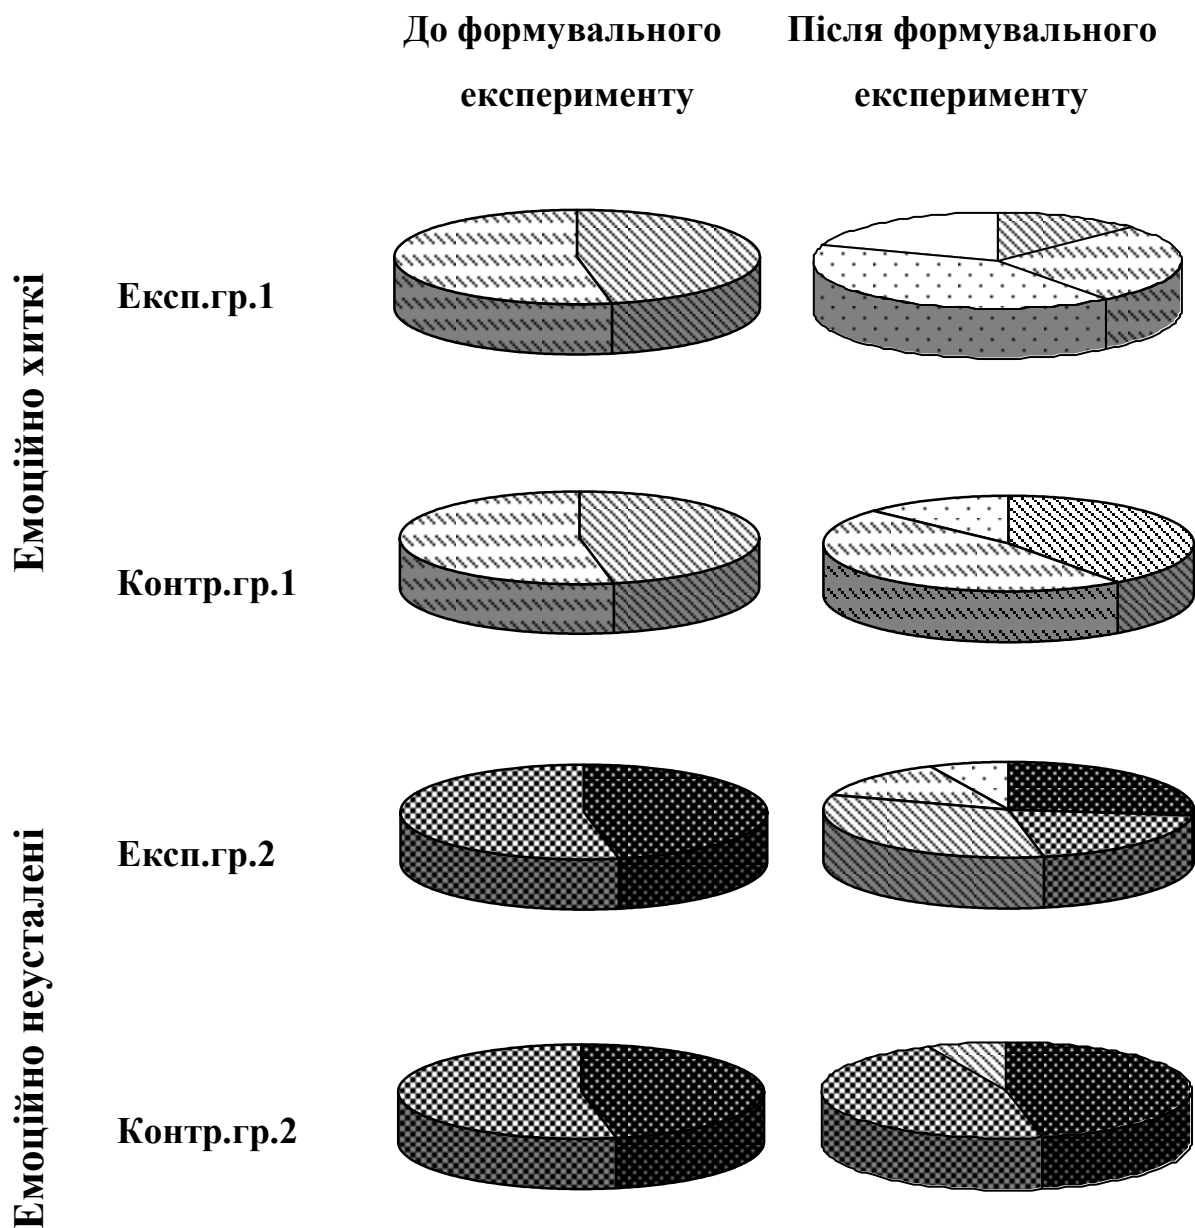 До формувального
експерименту
Після формувального
експерименту
Емоційно хиткі
Експ.гр.1
Контр.гр.1
Емоційно неусталені
Експ.гр.2
Контр.гр.2